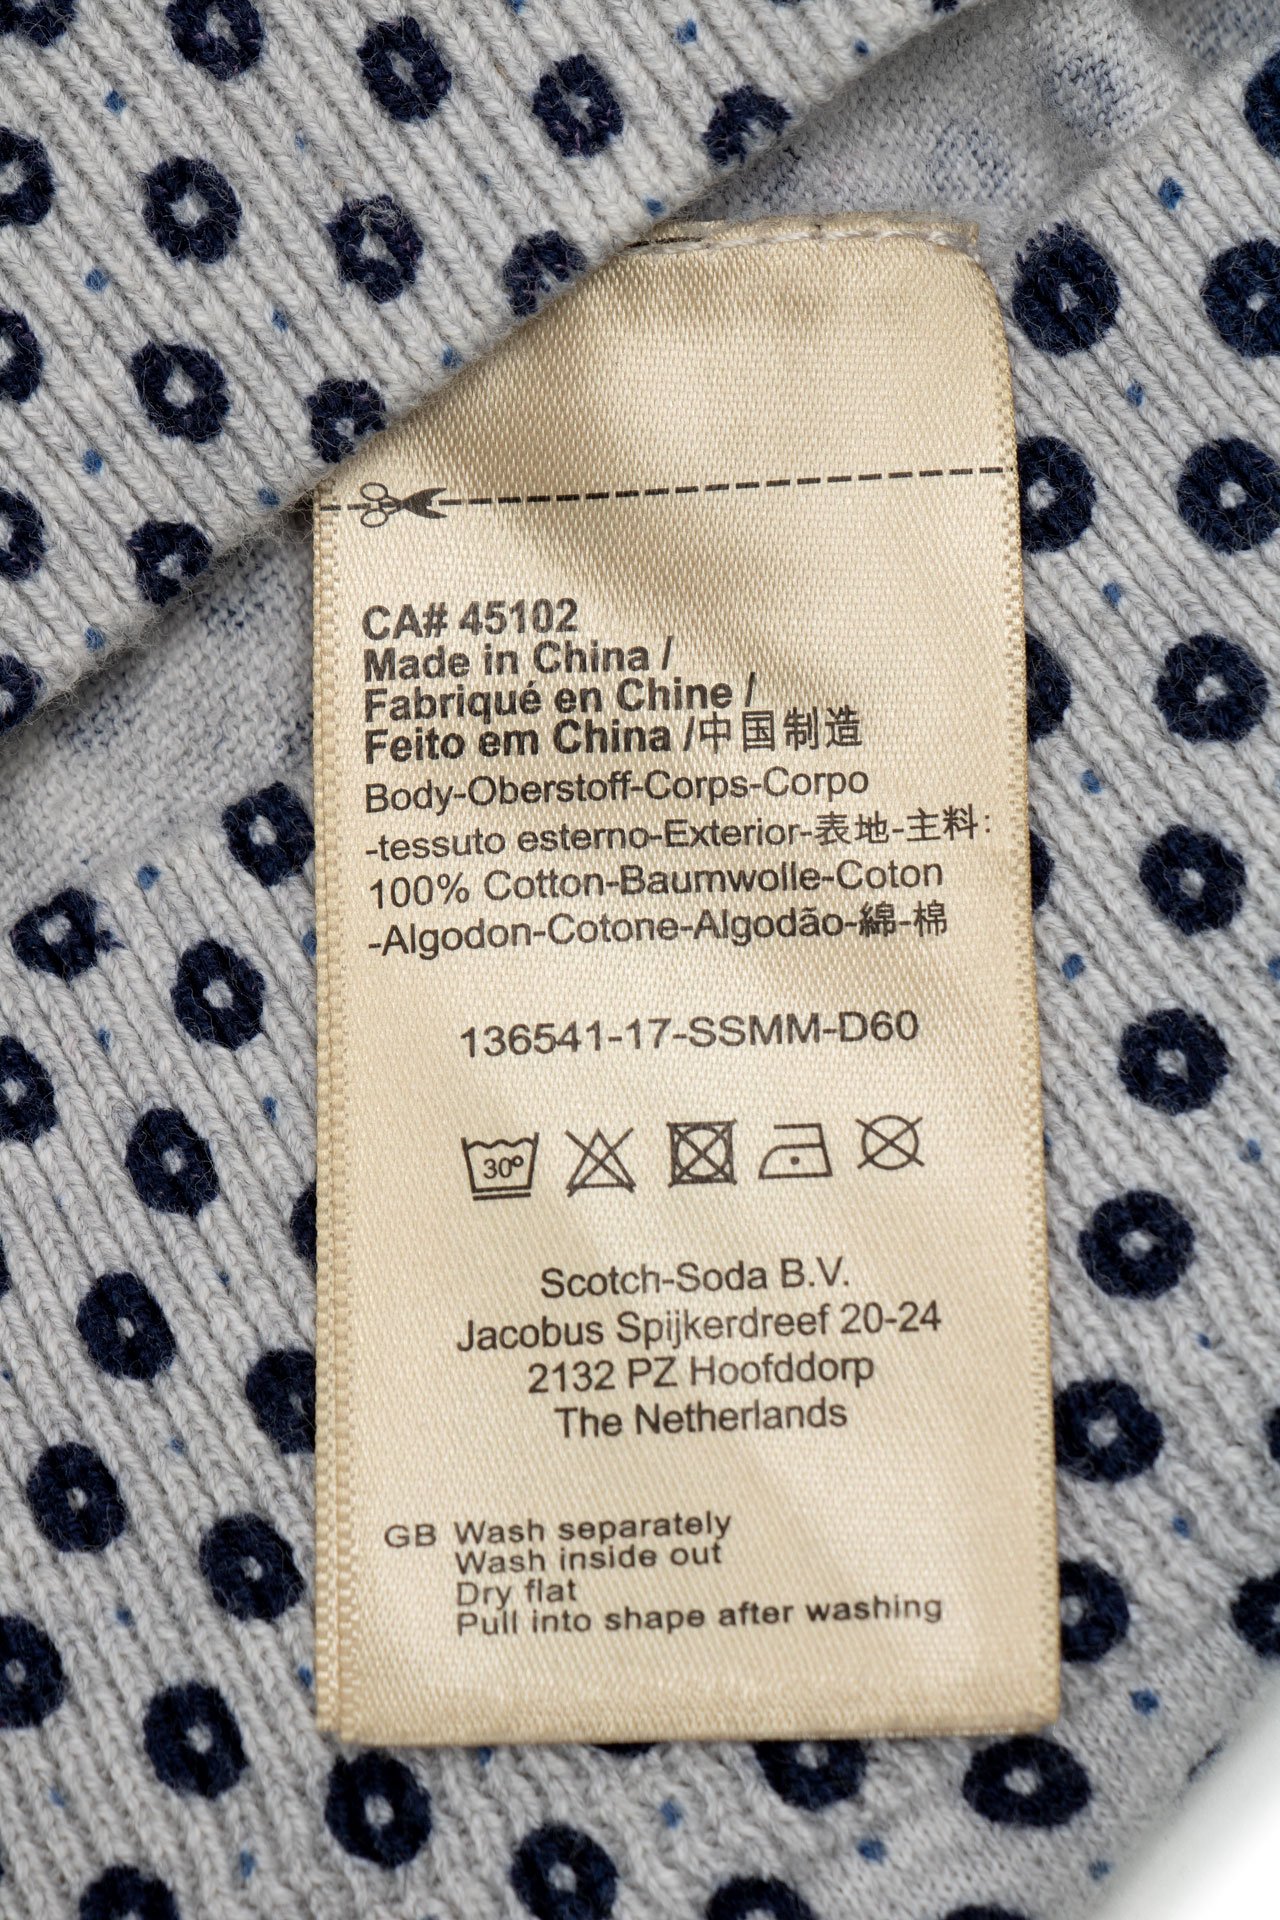 CA# 45102
Made in China /
Fabriqué en Chine /
Feito em China /中国制造
Body-Oberstoff-Corps-Corpo
-tessuto esterno-Exterior-表地-主料:
100% Cotton-Baumwolle-Coton
-Algodon-Cotone-Algodão-綿-棉
136541-17-SSMM-D60
30º
Scotch-Soda B.V.
Jacobus Spijkerdreef 20-24
2132 PZ Hoofddorp
The Netherlands
GB Wash separately
Wash inside out
Dry flat
Pull into shape after washing